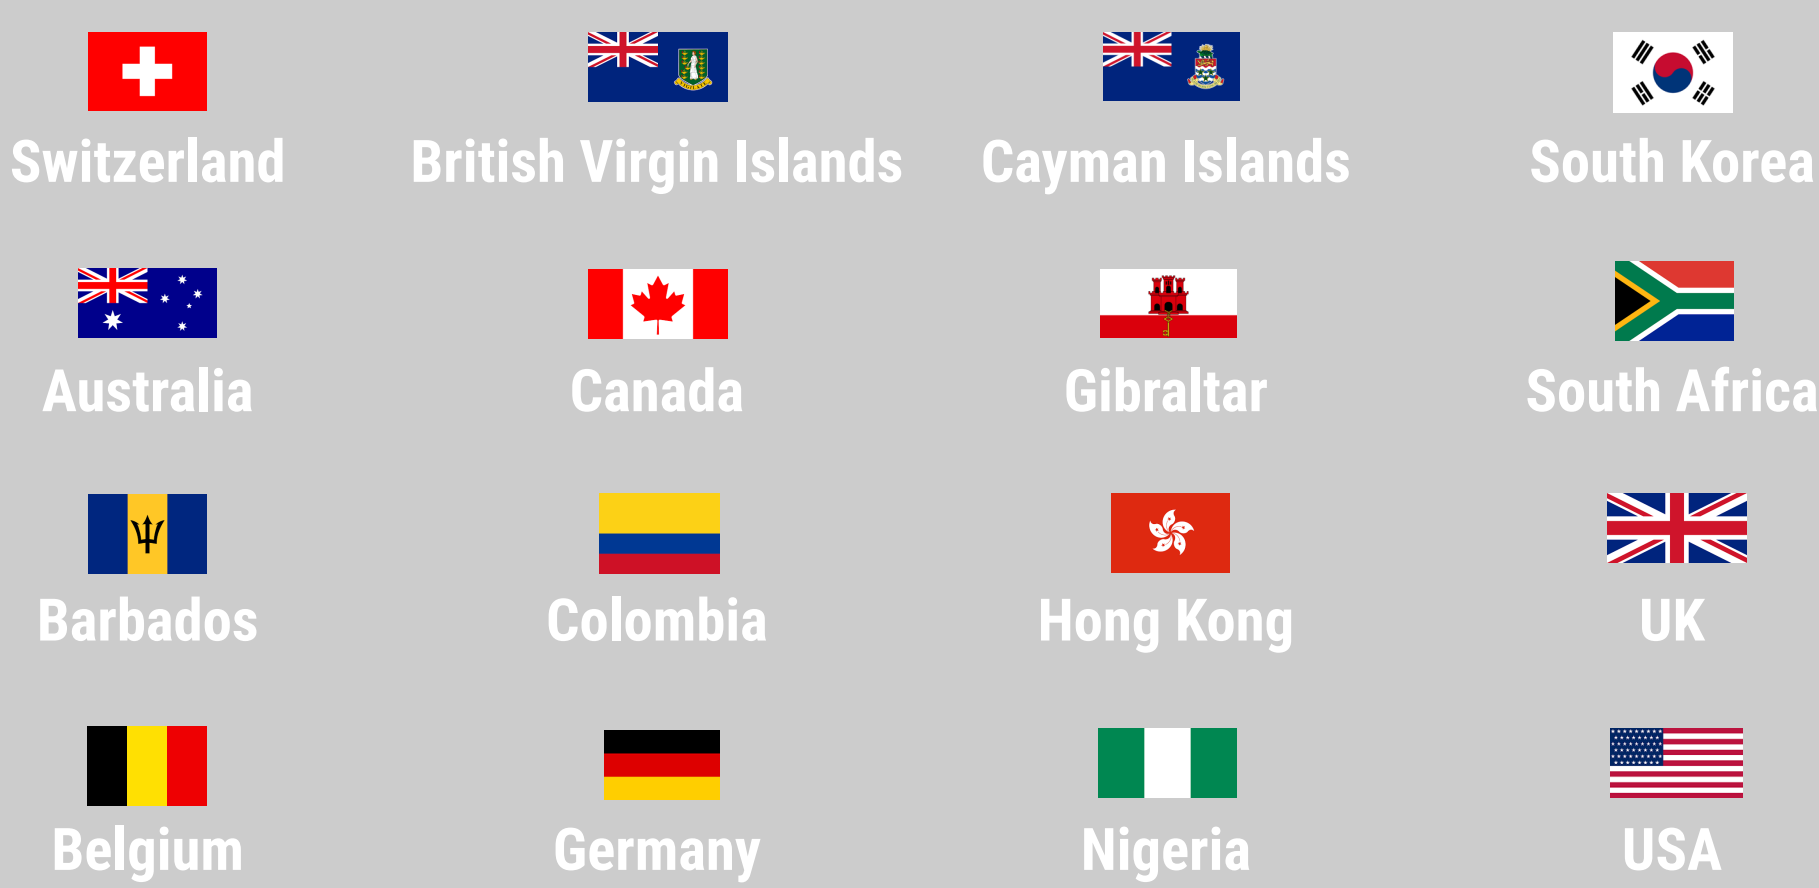 Switzerland British Virgin Islands Cayman Islands South Korea
Australia Canada Gibraltar South Africa
Barbados Colombia Hong Kong UK
Belgium Germany Nigeria USA